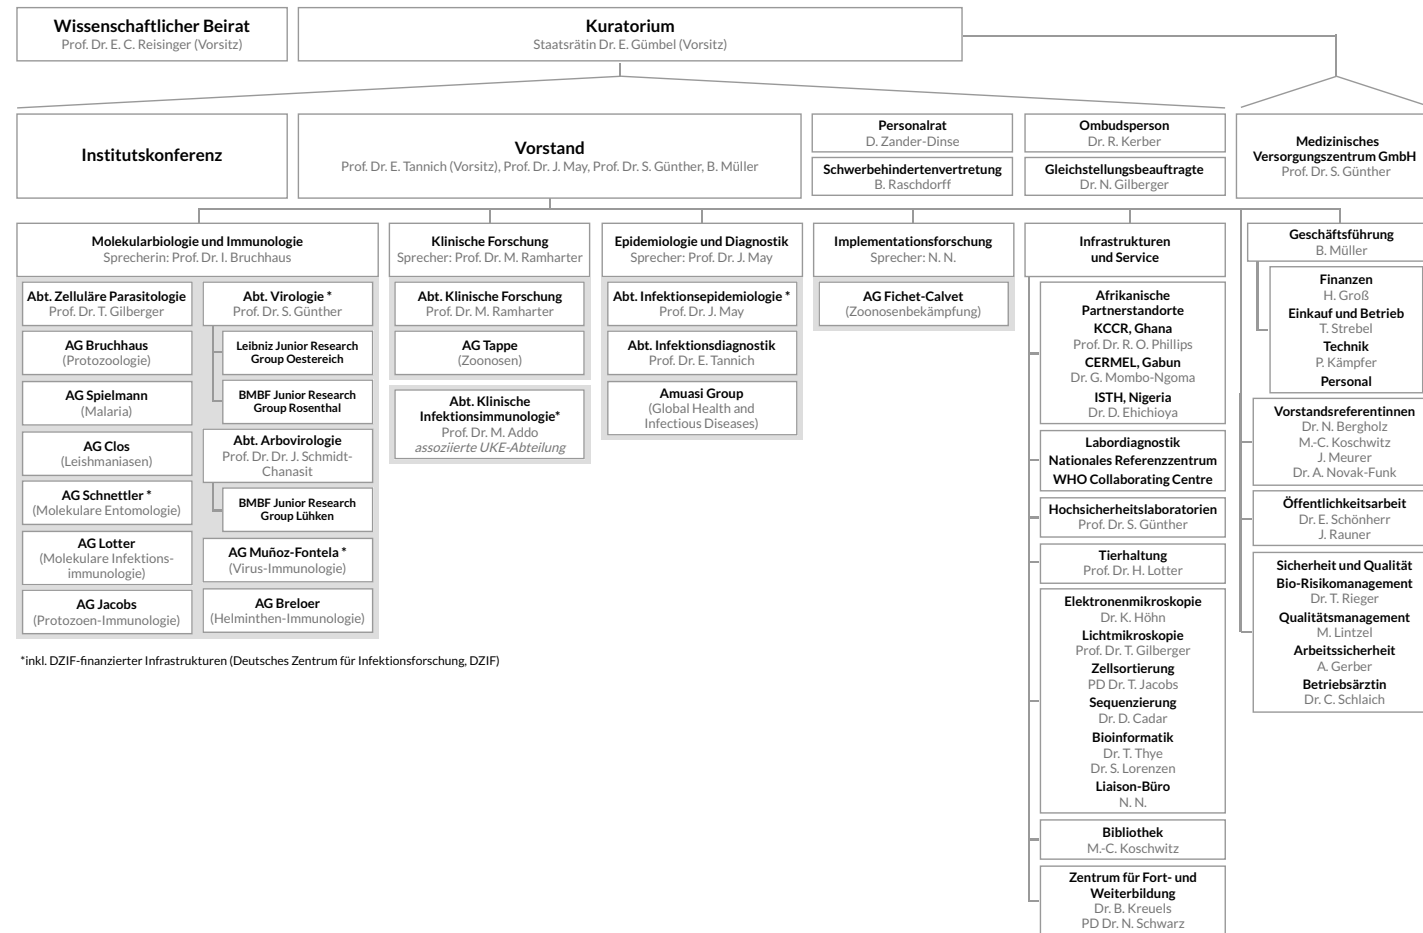 Wissenschaftlicher Beirat
Prof. Dr. E. C. Reisinger (Vorsitz)
Kuratorium
Staatsrätin Dr. E. Gümbel (Vorsitz)
Institutskonferenz
Vorstand
Prof. Dr. E. Tannich (Vorsitz), Prof. Dr. J. May, Prof. Dr. S. Günther, B. Müller
Personalrat
D. Zander-Dinse
Schwerbehindertenvertretung
B. Raschdorff
Ombudsperson
Dr. R. Kerber
Gleichstellungsbeauftragte
Dr. N. Gilberger
Medizinisches
Versorgungszentrum GmbH
Prof. Dr. S. Günther
Molekularbiologie und Immunologie
Sprecherin: Prof. Dr. I. Bruchhaus
Abt. Zelluläre Parasitologie
Prof. Dr. T. Gilberger
AG Bruchhaus
(Protozoologie)
AG Spielmann
(Malaria)
AG Clos
(Leishmaniasen)
AG Schnettler *
(Molekulare Entomologie)
AG Lotter
(Molekulare Infektions-
immunologie)
AG Jacobs
(Protozoen-Immunologie)
Abt. Virologie *
Prof. Dr. S. Günther
Leibniz Junior Research
Group Oestereich
BMBF Junior Research
Group Rosenthal
Abt. Arbovirologie
Prof. Dr. Dr. J. Schmidt-
Chanasit
BMBF Junior Research
Group Lühken
AG Muñoz-Fontela *
(Virus-Immunologie)
AG Breloer
(Helminthen-Immunologie)
Klinische Forschung
Sprecher: Prof. Dr. M. Ramharter
Abt. Klinische Forschung
Prof. Dr. M. Ramharter
AG Tappe
(Zoonosen)
Abt. Klinische
Infektionsimmunologie*
Prof. Dr. M. Addo
assoziierte UKE-Abteilung
Epidemiologie und Diagnostik
Sprecher: Prof. Dr. J. May
Abt. Infektionsepidemiologie *
Prof. Dr. J. May
Abt. Infektionsdiagnostik
Prof. Dr. E. Tannich
Amuasi Group
(Global Health and
Infectious Diseases)
Implementationsforschung
Sprecher: N. N.
AG Fichet-Calvet
(Zoonosenbekämpfung)
Infrastrukturen
und Service
Afrikanische
Partnerstandorte
KCCR, Ghana
Prof. Dr. R. O. Phillips
CERMEL, Gabun
Dr. G. Mombo-Ngoma
ISTH, Nigeria
Dr. D. Ehichioya
Labordiagnostik
Nationales Referenzzentrum
WHO Collaborating Centre
Hochsicherheitslaboratorien
Prof. Dr. S. Günther
Tierhaltung
Prof. Dr. H. Lotter
Elektronenmikroskopie
Dr. K. Höhn
Lichtmikroskopie
Prof. Dr. T. Gilberger
Zellsortierung
PD Dr. T. Jacobs
Sequenzierung
Dr. D. Cadar
Bioinformatik
Dr. T. Thye
Dr. S. Lorenzen
Liaison-Büro
N. N.
Bibliothek
M.-C. Koschwitz
Zentrum für Fort- und
Weiterbildung
Dr. B. Kreuels
PD Dr. N. Schwarz
Geschäftsführung
B. Müller
Finanzen
H. Groß
Einkauf und Betrieb
T. Strebel
Technik
P. Kämpfer
Personal
Vorstandsreferentinnen
Dr. N. Bergholz
M.-C. Koschwitz
J. Meurer
Dr. A. Novak-Funk
Öffentlichkeitsarbeit
Dr. E. Schönherr
J. Rauner
Sicherheit und Qualität
Bio-Risikomanagement
Dr. T. Rieger
Qualitätsmanagement
M. Lintzel
Arbeitssicherheit
A. Gerber
Betriebsärztin
Dr. C. Schlaich
*inkl. DZIF-finanzierter Infrastrukturen (Deutsches Zentrum für Infektionsforschung, DZIF)